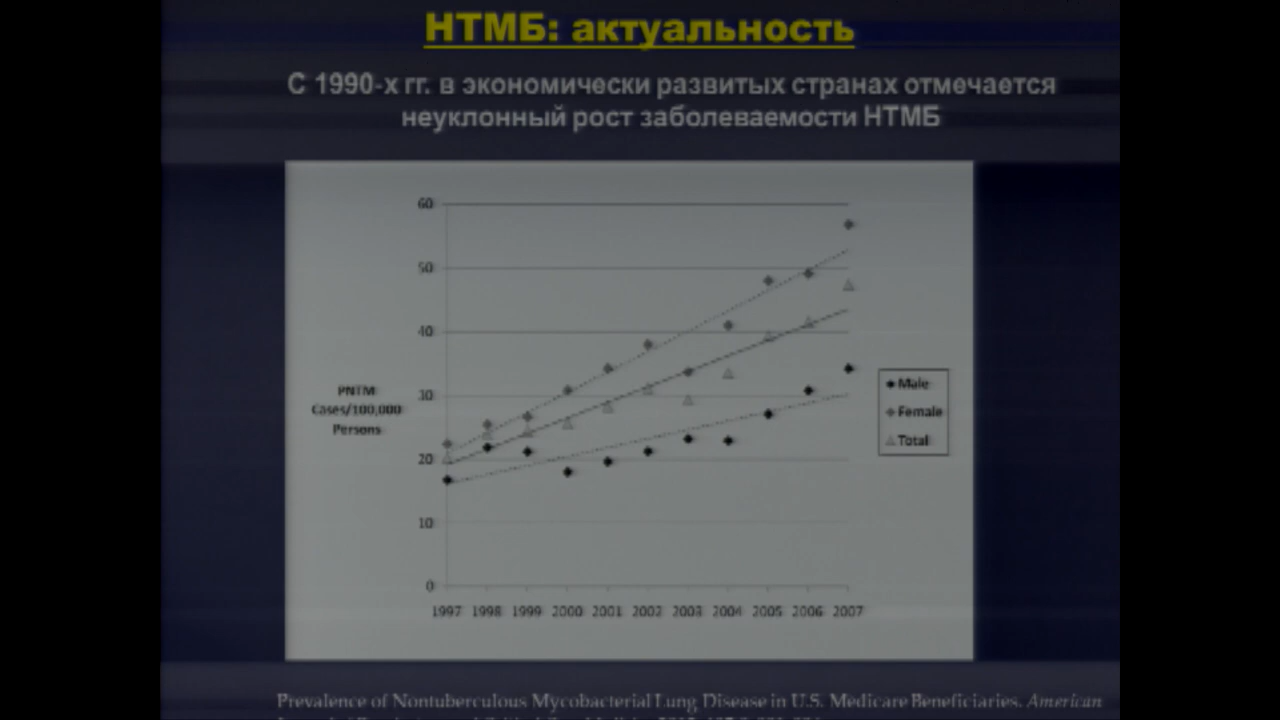 НТМБ: актуальность
С 1990-х гг. в экономически развитых странах отмечается
неуклонный рост заболеваемости НТМБ
60
50
40
30
20
10
0
PNTM
Cases/100,000
Persons
Male
Female
Total
1997 1998 1999 2000 2001 2002 2003 2004 2005 2006 2007
Prevalence of Nontuberculous Mycobacterial Lung Disease in U.S. Medicare Beneficiaries. American